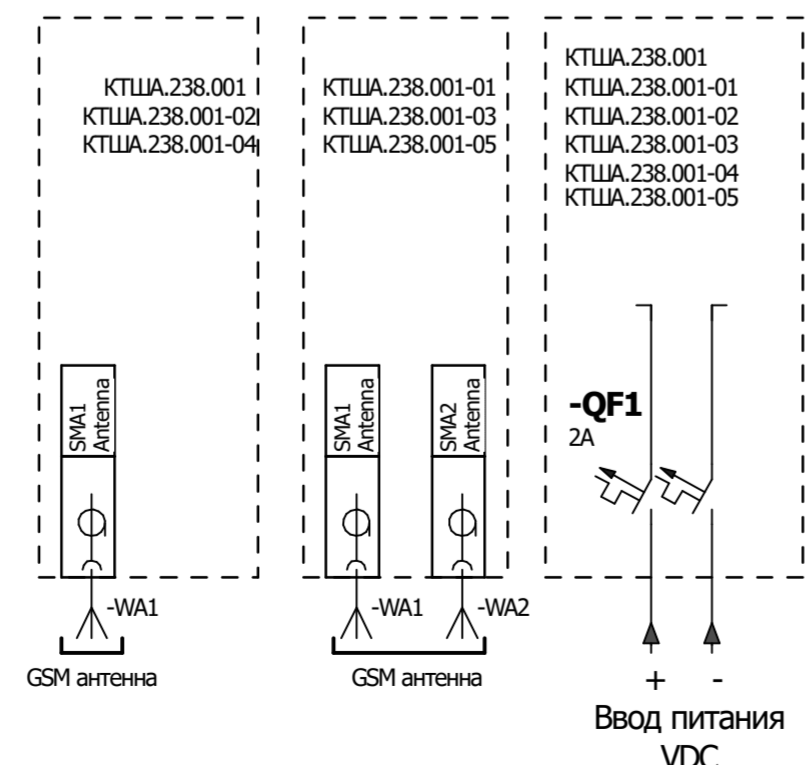 КТША.238.001
КТША.238.001-02
КТША.238.001-04
SMA1
Antenna
-WA1
GSM антенна
КТША.238.001-01
КТША.238.001-03
КТША.238.001-05
SMA1
Antenna
SMA2
Antenna
-WA1
-WA2
GSM антенна
КТША.238.001
КТША.238.001-01
КТША.238.001-02
КТША.238.001-03
КТША.238.001-04
КТША.238.001-05
-QF1
2A
+ -
Ввод питания
VDC